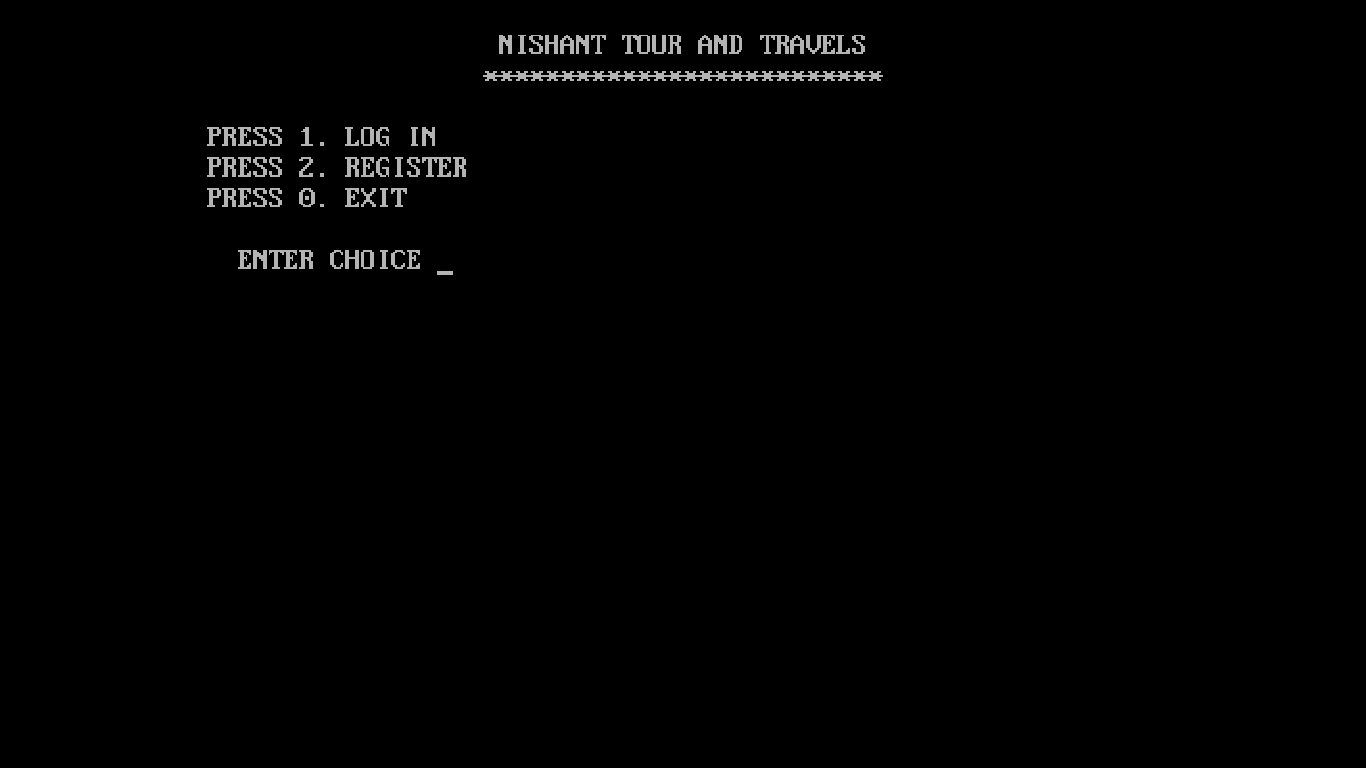 NISHANT TOUR AND TRAVELS
**************************
PRESS 1. LOG IN
PRESS 2. REGISTER
PRESS 0. EXIT
ENTER CHOICE _